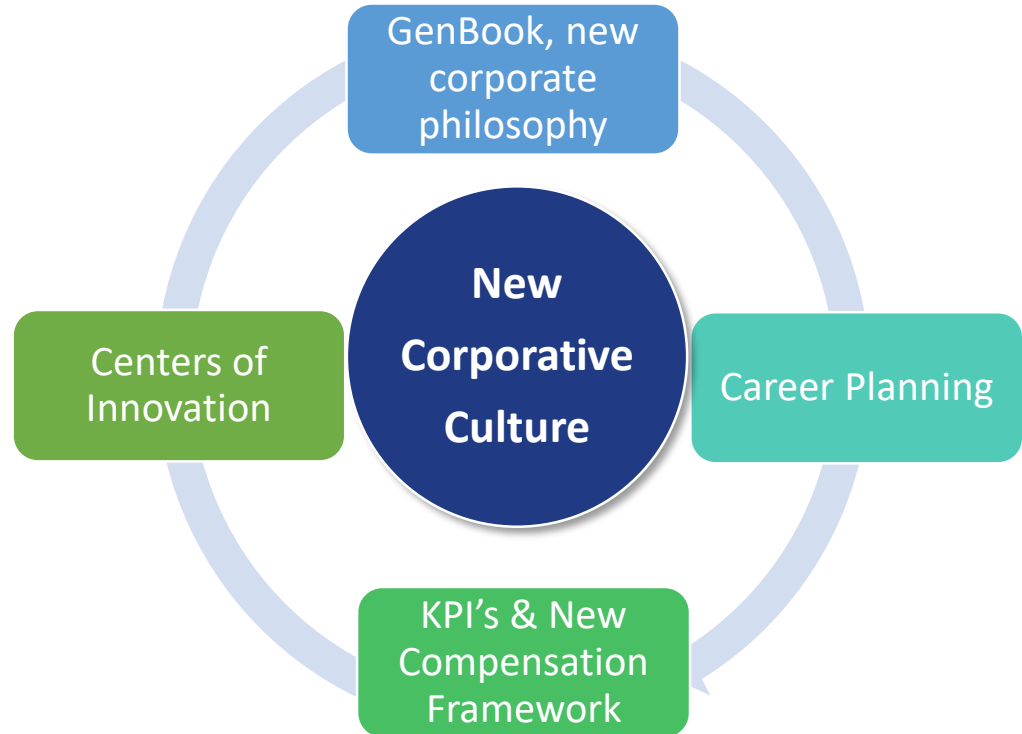 GenBook, new
corporate
philosophy
New
Corporative
Culture
Centers of
Innovation
Career Planning
KPI’s & New
Compensation
Framework